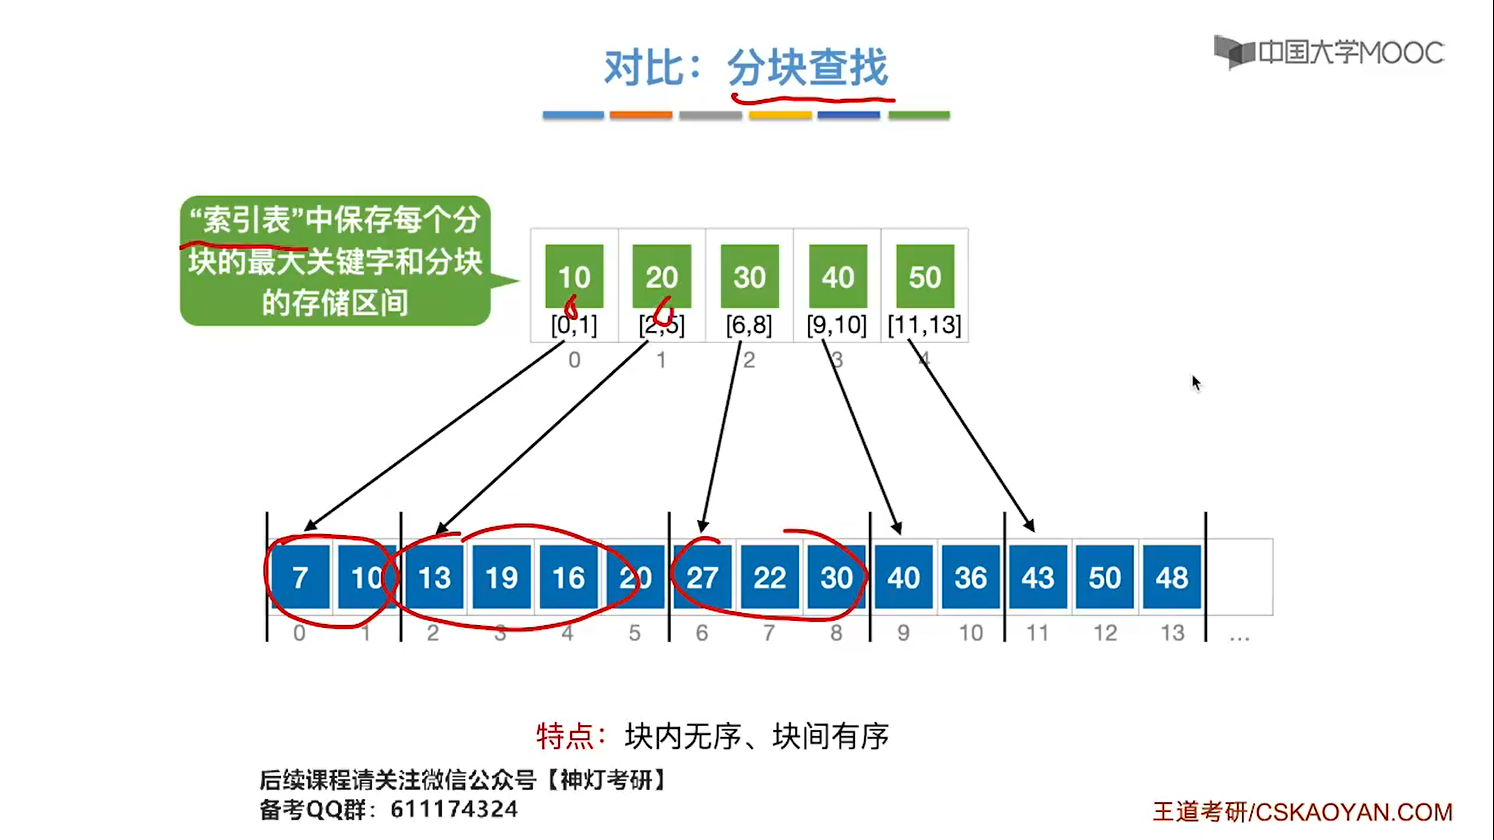 对比：分块查找
中国大学MOOC
“索引表”中保存每个分
块的最大关键字和分块
的存储区间
10 20 30 40 50
[0,1] [2,5] [6,8] [9,10] [11,13]
0 1 2 3 4
7 10 13 19 16 20 27 22 30 40 36 43 50 48
0 1 2 3 4 5 6 7 8 9 10 11 12 13 ...
特点：块内无序、块间有序
后续课程请关注微信公众号【神灯考研】
备考QQ群：611174324
王道考研/CSKAOYAN.COM